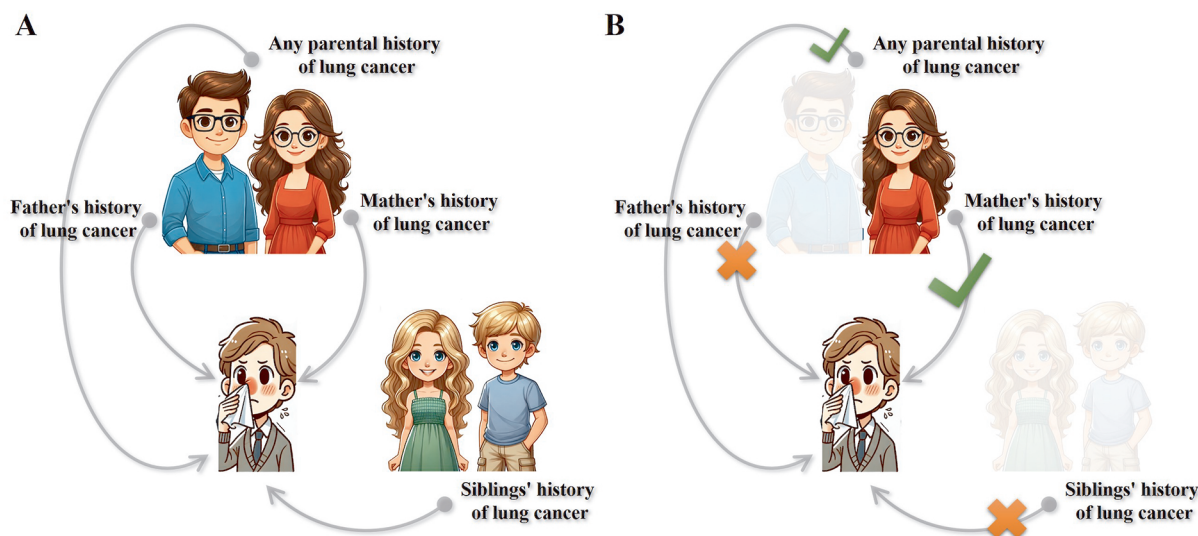 A
Any parental history
of lung cancer
Father's history
of lung cancer
Mather's history
of lung cancer
Siblings' history
of lung cancer
B
Any parental history
of lung cancer
Father's history
of lung cancer
Mather's history
of lung cancer
Siblings' history
of lung cancer